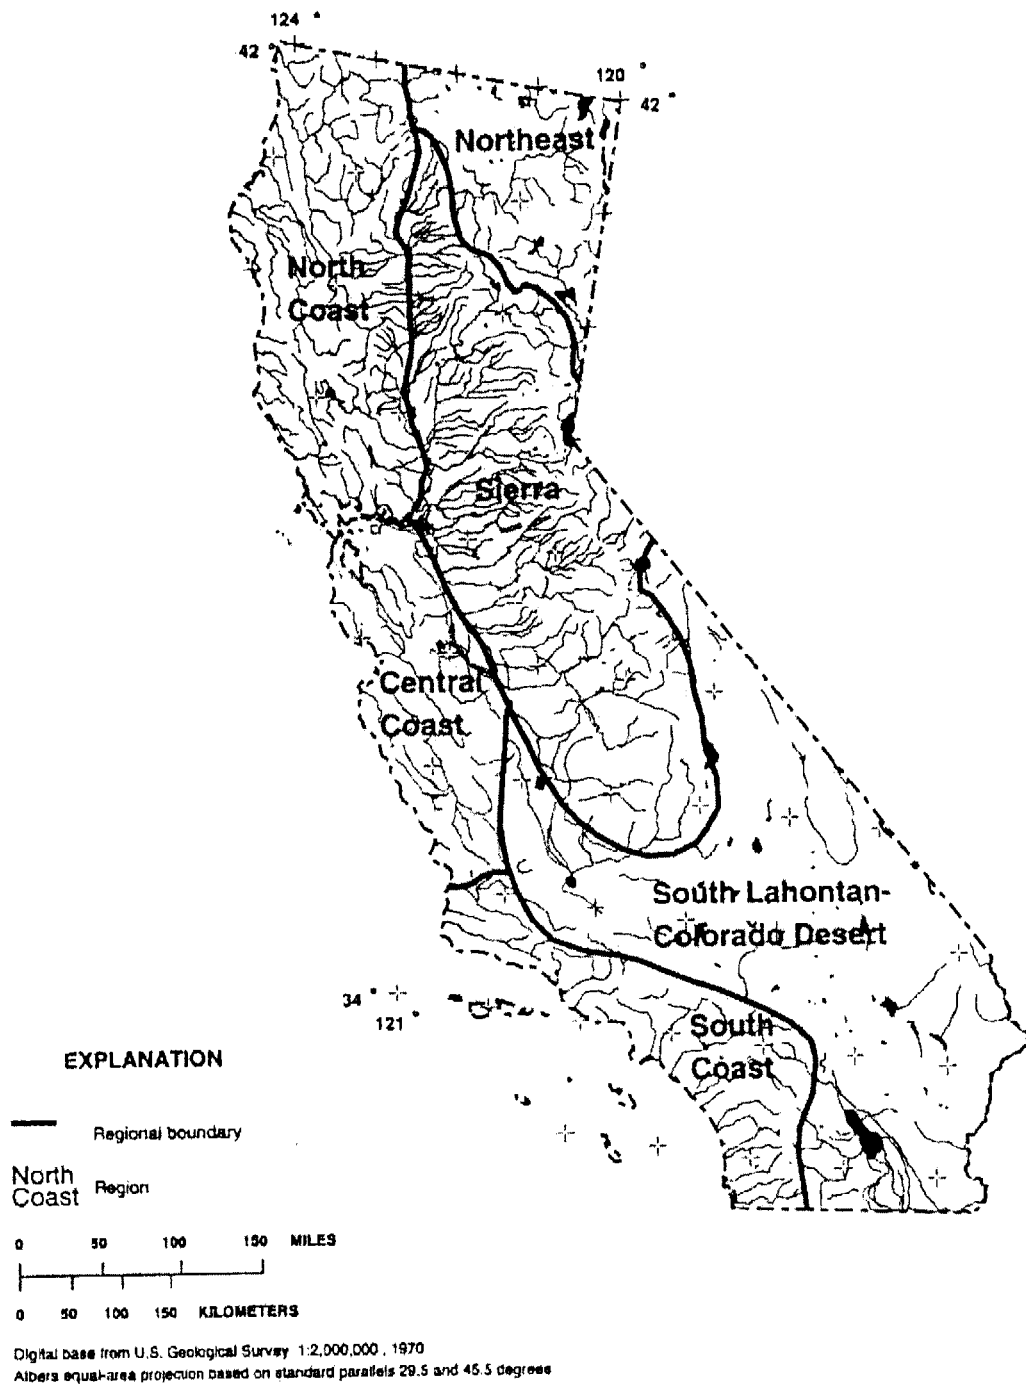 124 °
42 °
120 °
42 °
Northeast
North
Coast
Sierra
Central
Coast
South Lahontan-
Colorado Desert
34 °
121 °
South
Coast
EXPLANATION
Regional boundary
North
Coast
Region
0 50 100 150 MILES
0 50 100 150 KILOMETERS
Digital base from U.S. Geological Survey 1:2,000,000 , 1970
Albers equal-area projection based on standard parallels 29.5 and 45.5 degrees